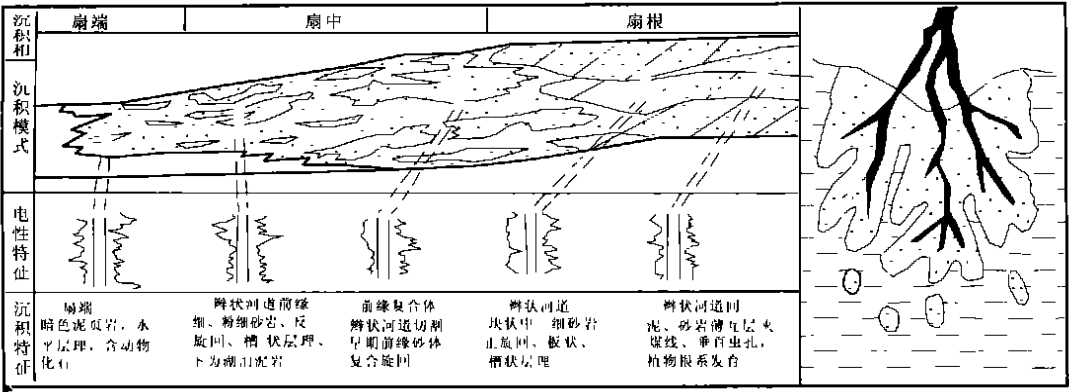 沉积相
扇端
扇中
扇根
沉积模式
电性特征
沉积特征
扇端
暗色泥页岩，水
平层理，含动物
化石
辫状河道前缘
细、粉细砂岩、反
旋回、槽状层理、
下为湖泊泥岩
前缘复合体
辫状河道切割
早期前缘砂体
复合旋回
辫状河道
块状中、细砂岩
正旋回、板状、
槽状层理
辫状河道间
泥、砂岩薄互层夹
煤线、垂直虫孔，
植物根系发育